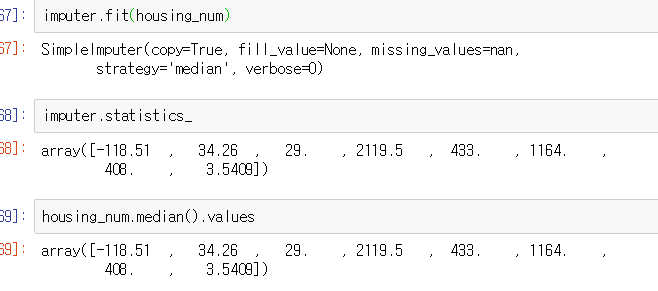 67]: imputer.fit(housing_num)
67]: SimpleImputer(copy=True, fill_value=None, missing_values=nan,
strategy='median', verbose=0)
68]: imputer.statistics_
68]: array([-118.51  ,   34.26  ,   29.    , 2119.5   ,  433.    , 1164.    ,
408.    ,    3.5409])
69]: housing_num.median().values
69]: array([-118.51  ,   34.26  ,   29.    , 2119.5   ,  433.    , 1164.    ,
408.    ,    3.5409])